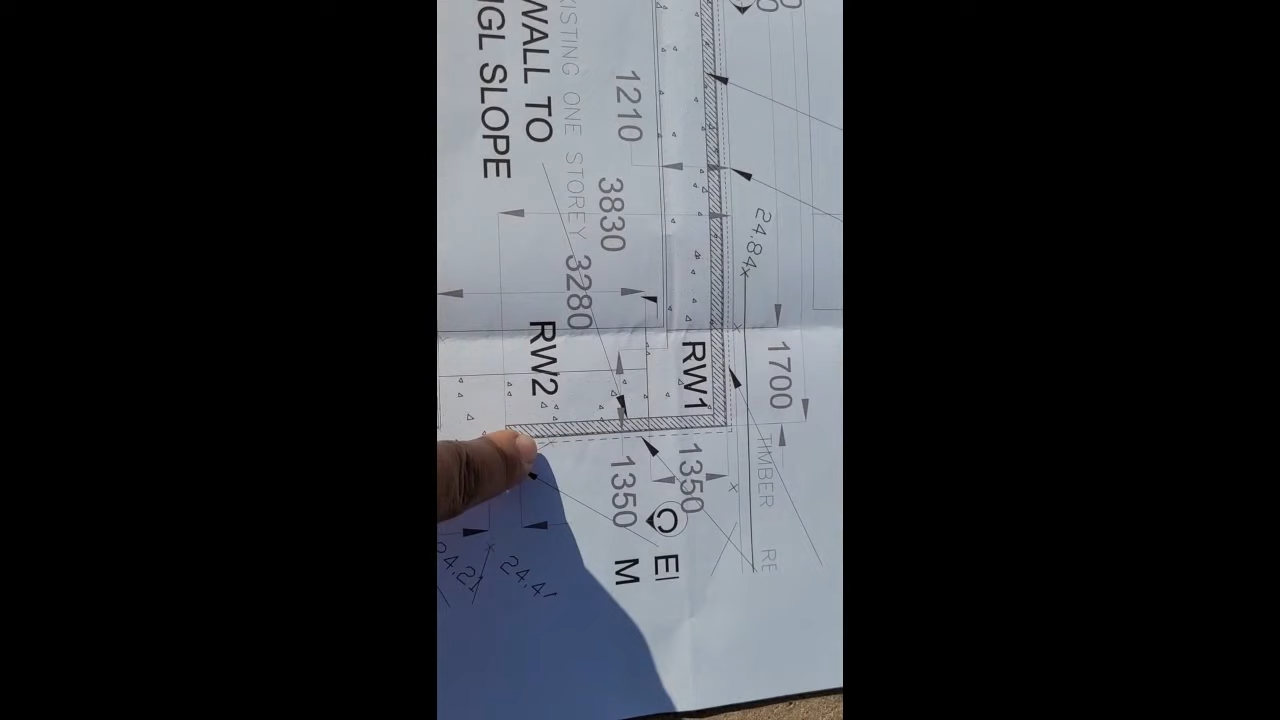 EXISTING ONE STOREY
WALL TO
NGL SLOPE
1210
3830
3280
24.84
1700
RW1
RW2
1350
1350
TIMBER RE
C
M
24.21
24.4